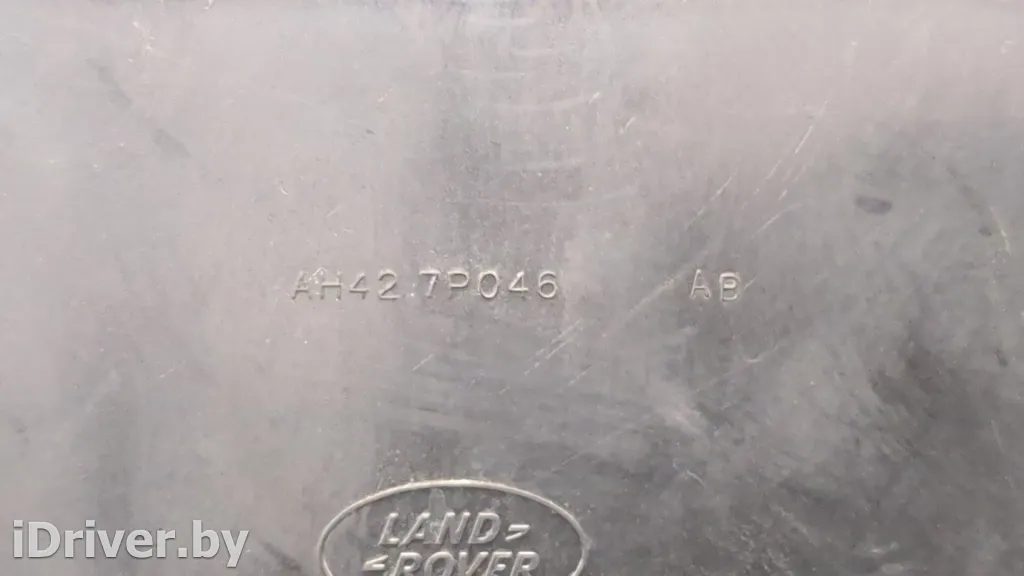 AH42 7P046 AB
LAND
ROVER
iDriver.by